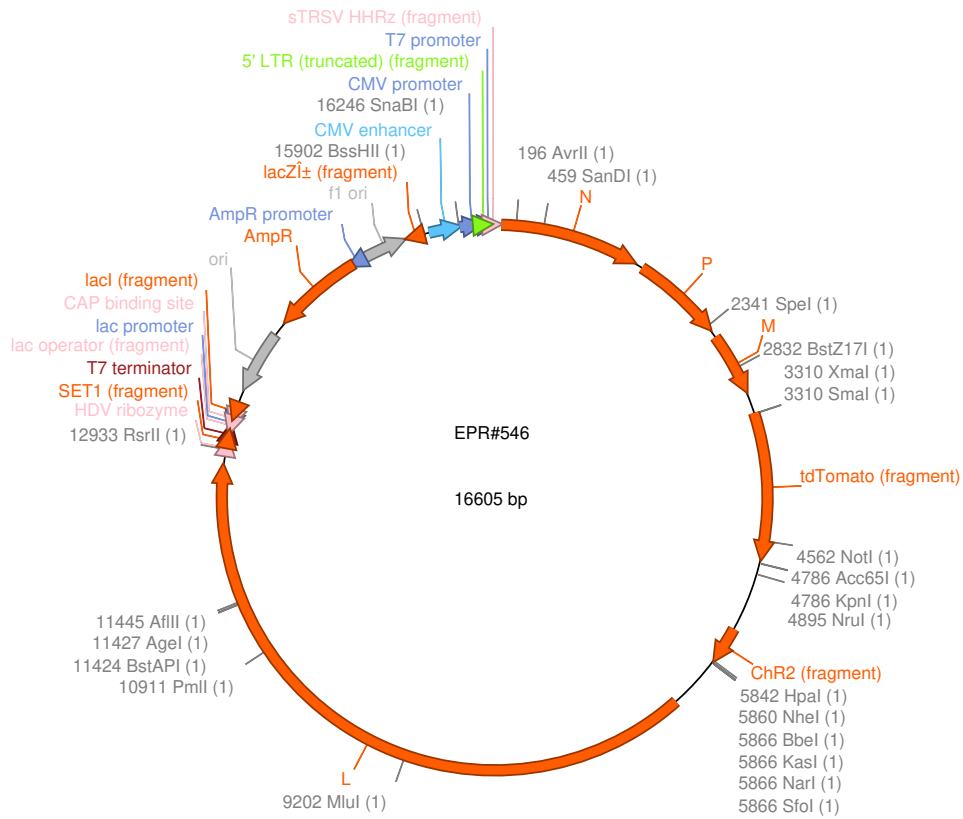 sTRSV HHRz (fragment)
T7 promoter
5' LTR (truncated) (fragment)
CMV promoter
16246 SnaBI (1)
CMV enhancer
15902 BssHII (1)
lacZÎ± (fragment)
f1 ori
AmpR promoter
AmpR
ori
lacI (fragment)
CAP binding site
lac promoter
lac operator (fragment)
T7 terminator
SET1 (fragment)
HDV ribozyme
12933 RsrII (1)
196 AvrII (1)
459 SanDI (1)
N
P
2341 SpeI (1)
M
2832 BstZ17I (1)
3310 XmaI (1)
3310 SmaI (1)
EPR#546
16605 bp
tdTomato (fragment)
4562 NotI (1)
4786 Acc65I (1)
4786 KpnI (1)
4895 NruI (1)
ChR2 (fragment)
5842 HpaI (1)
5860 NheI (1)
5866 BbeI (1)
5866 KasI (1)
5866 NarI (1)
5866 SfoI (1)
11445 AflII (1)
11427 AgeI (1)
11424 BstAPI (1)
10911 PmlI (1)
L
9202 MluI (1)